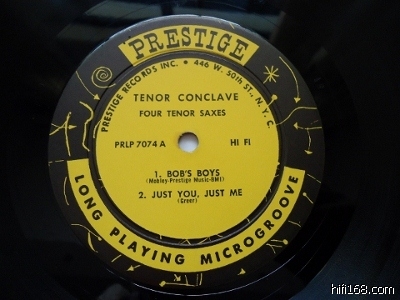 PRESTIGE
PRESTIGE RECORDS INC. • 446 W. 50th ST., N. Y. C.
TENOR CONCLAVE
FOUR TENOR SAXES
PRLP 7074 A HI FI
1. BOB'S BOYS
(Mobley-Prestige Music-BMI)
2. JUST YOU, JUST ME
(Greer)
LONG PLAYING MICROGROOVE
hifi168.com